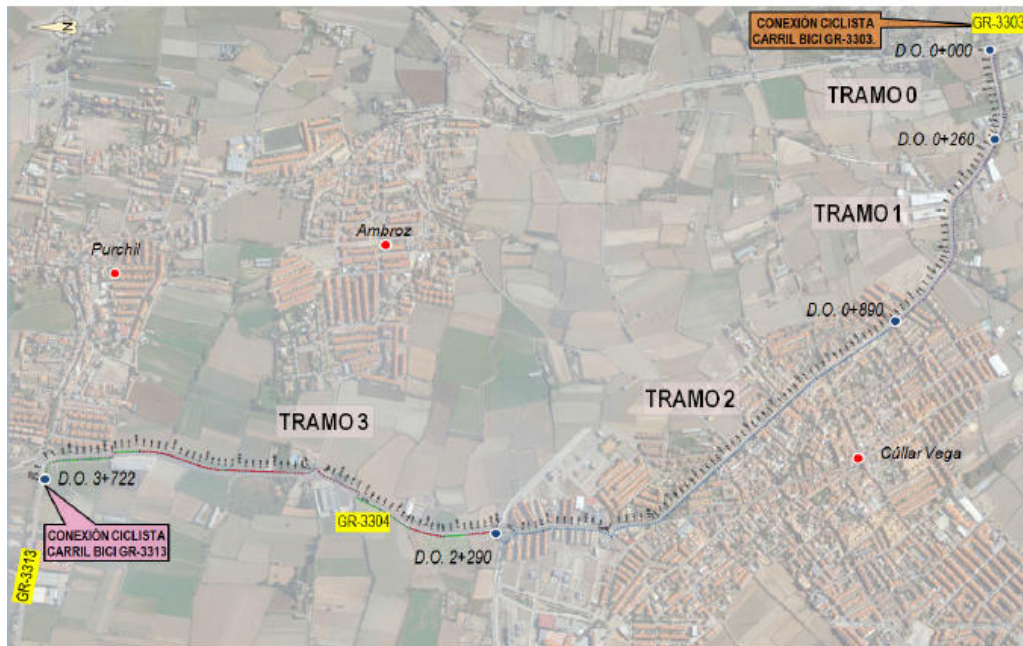 N
CONEXIÓN CICLISTA
CARRIL BICI GR-3303.
GR-3303
D.O. 0+000
TRAMO 0
D.O. 0+260
TRAMO 1
Ambroz
Purchil
D.O. 0+890
TRAMO 2
TRAMO 3
Cúllar Vega
D.O. 3+722
GR-3304
CONEXIÓN CICLISTA
CARRIL BICI GR-3313
D.O. 2+290
GR-3313